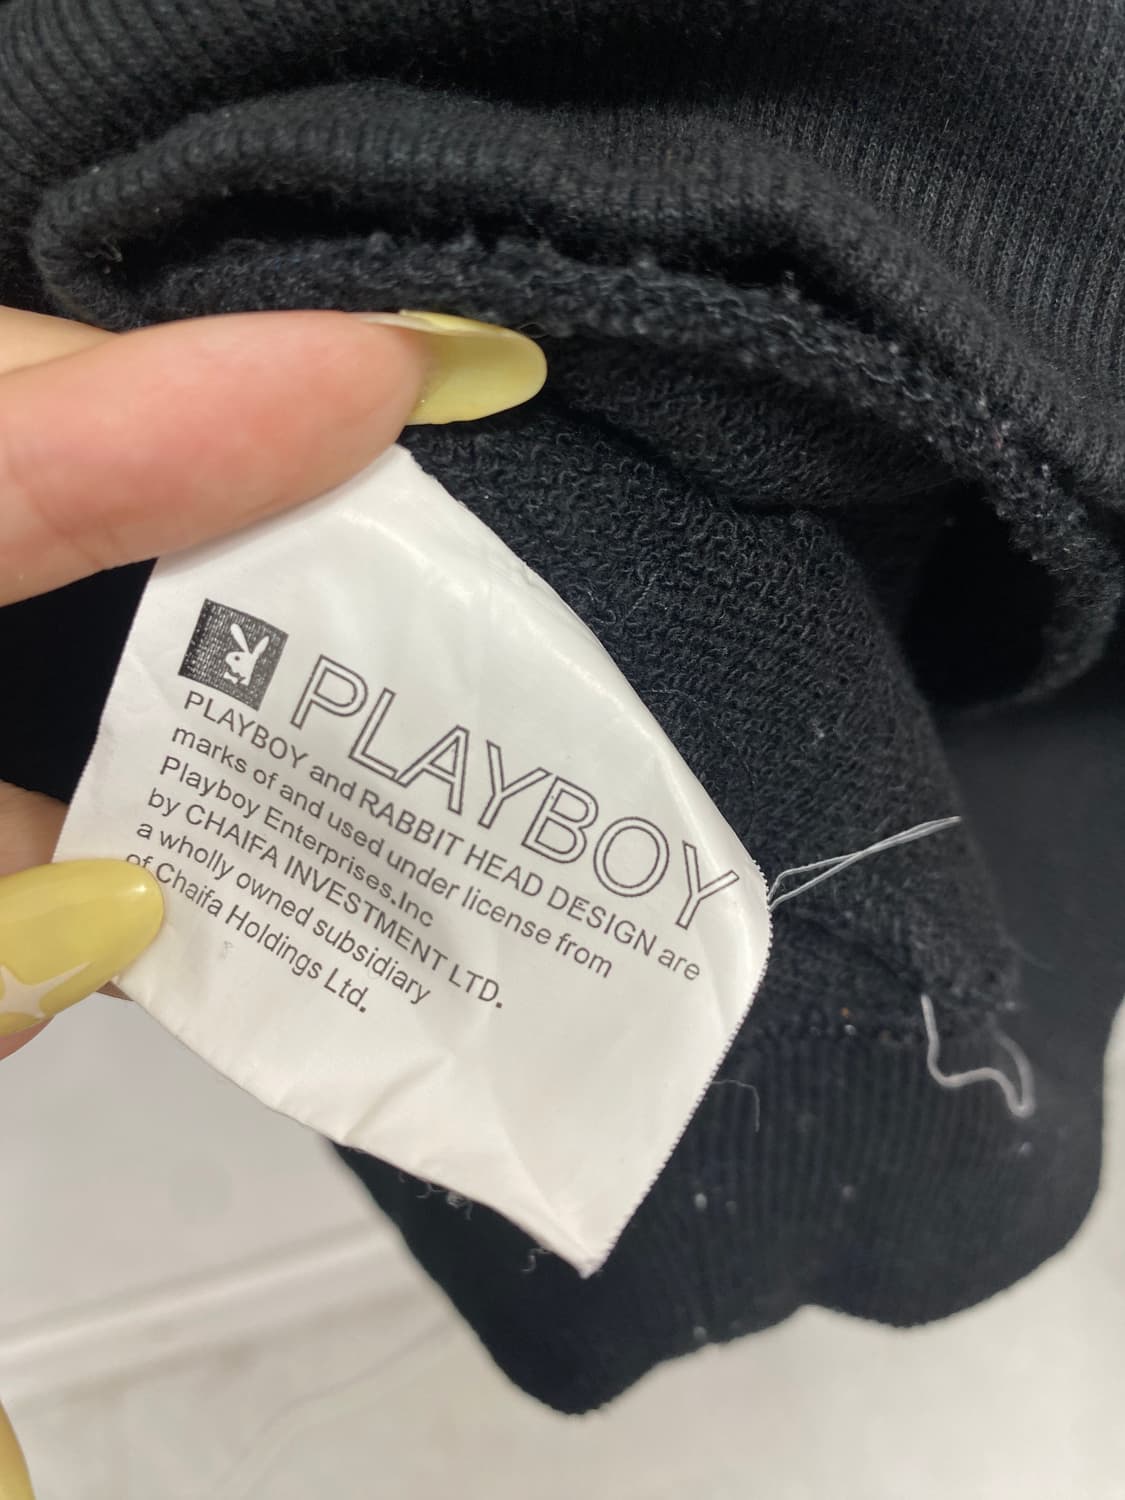 PLAYBOY
PLAYBOY and RABBIT HEAD DESIGN are
marks of and used under license from
Playboy Enterprises.Inc
by CHAIFA INVESTMENT LTD.
a wholly owned subsidiary
of Chaifa Holdings Ltd.